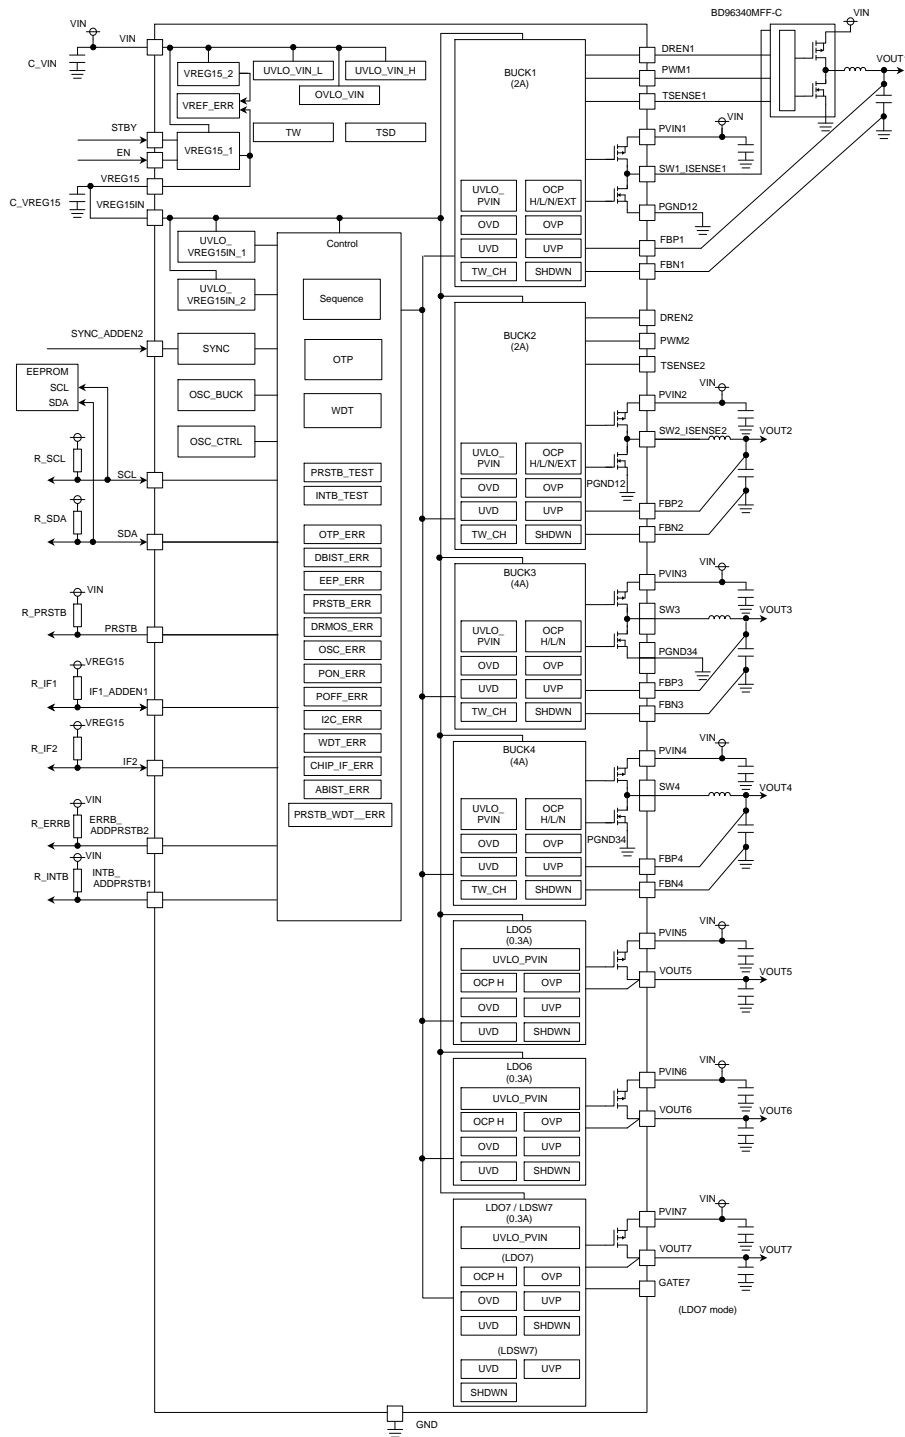 BD96340MFF-C
VIN
VIN
VIN
C_VIN
VREG15_2
UVLO_VIN_L
UVLO_VIN_H
OVLO_VIN
VREF_ERR
TW
TSD
STBY
EN
VREG15_1
VREG15
C_VREG15
VREG15IN
BUCK1
(2A)
DREN1
PWM1
TSENSE1
VOUT1
PVIN1
VIN
SW1_ISENSE1
PGND12
FBP1
FBN1
UVLO_
PVIN
OCP
H/L/N/EXT
OVD
OVP
UVD
UVP
TW_CH
SHDWN
UVLO_
VREG15IN_1
UVLO_
VREG15IN_2
Control
Sequence
SYNC_ADDEN2
SYNC
OTP
EEPROM
SCL
SDA
OSC_BUCK
WDT
OSC_CTRL
R_SCL
SCL
PRSTB_TEST
INTB_TEST
R_SDA
SDA
OTP_ERR
DBIST_ERR
EEP_ERR
PRSTB_ERR
DRMOS_ERR
OSC_ERR
PON_ERR
POFF_ERR
I2C_ERR
WDT_ERR
CHIP_IF_ERR
ABIST_ERR
PRSTB_WDT__ERR
VIN
R_PRSTB
PRSTB
VREG15
R_IF1
IF1_ADDEN1
VREG15
R_IF2
IF2
VIN
R_ERRB
ERRB_
ADDPRSTB2
VIN
R_INTB
INTB_
ADDPRSTB1
BUCK2
(2A)
DREN2
PWM2
TSENSE2
PVIN2
VIN
SW2_ISENSE2
VOUT2
PGND12
FBP2
FBN2
UVLO_
PVIN
OCP
H/L/N/EXT
OVD
OVP
UVD
UVP
TW_CH
SHDWN
BUCK3
(4A)
PVIN3
VIN
SW3
VOUT3
PGND34
FBP3
FBN3
UVLO_
PVIN
OCP
H/L/N
OVD
OVP
UVD
UVP
TW_CH
SHDWN
BUCK4
(4A)
PVIN4
VIN
SW4
VOUT4
PGND34
FBP4
FBN4
UVLO_
PVIN
OCP
H/L/N
OVD
OVP
UVD
UVP
TW_CH
SHDWN
LDO5
(0.3A)
UVLO_PVIN
OCP H
OVP
OVD
UVP
UVD
SHDWN
PVIN5
VIN
VOUT5
VOUT5
LDO6
(0.3A)
UVLO_PVIN
OCP H
OVP
OVD
UVP
UVD
SHDWN
PVIN6
VIN
VOUT6
VOUT6
LDO7 / LDSW7
(0.3A)
UVLO_PVIN
(LDO7)
OCP H
OVP
OVD
UVP
UVD
SHDWN
(LDSW7)
UVD
UVP
SHDWN
PVIN7
VIN
VOUT7
VOUT7
GATE7
(LDO7 mode)
GND